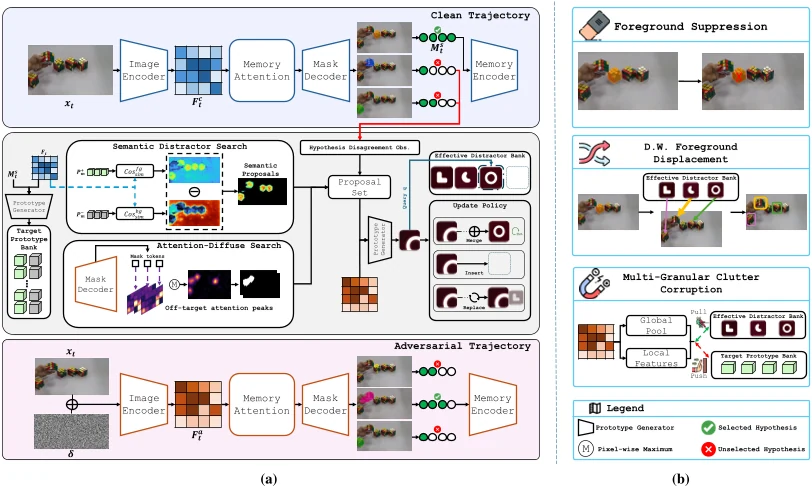 Clean Trajectory
Image
Encoder
Memory
Attention
Mask
Decoder
Memory
Encoder
x_t
F_t^c
M_t^s
Semantic Distractor Search
Hypothesis Disagreement Obs.
Effective Distractor Bank
F_t
M_t^s
Prototype
Generator
Target
Prototype
Bank
Semantic
Proposals
Proposal
Set
Query q
Prototype
Generator
Update Policy
Merge
Insert
Replace
Attention-Diffuse Search
Mask
Decoder
Mask tokens
M
Off-target attention peaks
Adversarial Trajectory
x_t
δ
Image
Encoder
F_t^a
Memory
Attention
Mask
Decoder
Memory
Encoder
(a)
Foreground Suppression
D.W. Foreground
Displacement
Effective Distractor Bank
Multi-Granular Clutter
Corruption
Global
Pool
Local
Features
Pull
Push
Effective Distractor Bank
Target Prototype Bank
Legend
Prototype Generator
Selected Hypothesis
M Pixel-wise Maximum
Unselected Hypothesis
(b)